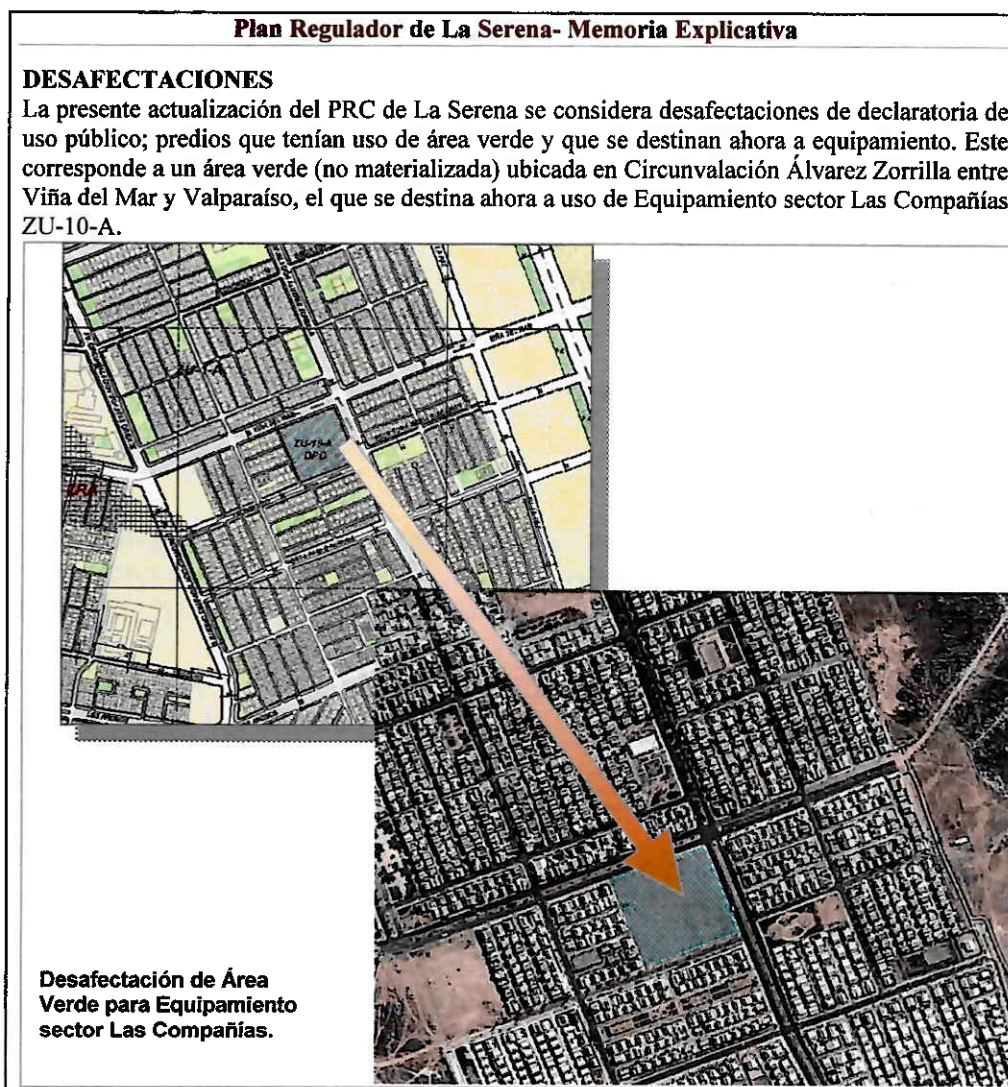 Plan Regulador de La Serena- Memoria Explicativa
DESAFECTACIONES
La presente actualización del PRC de La Serena se considera desafectaciones de declaratoria de
uso público; predios que tenían uso de área verde y que se destinan ahora a equipamiento. Este
corresponde a un área verde (no materializada) ubicada en Circunvalación Álvarez Zorrilla entre
Viña del Mar y Valparaíso, el que se destina ahora a uso de Equipamiento sector Las Compañías
ZU-10-A.
VIÑA DEL MAR
Desafectación de Área
Verde para Equipamiento
sector Las Compañías.